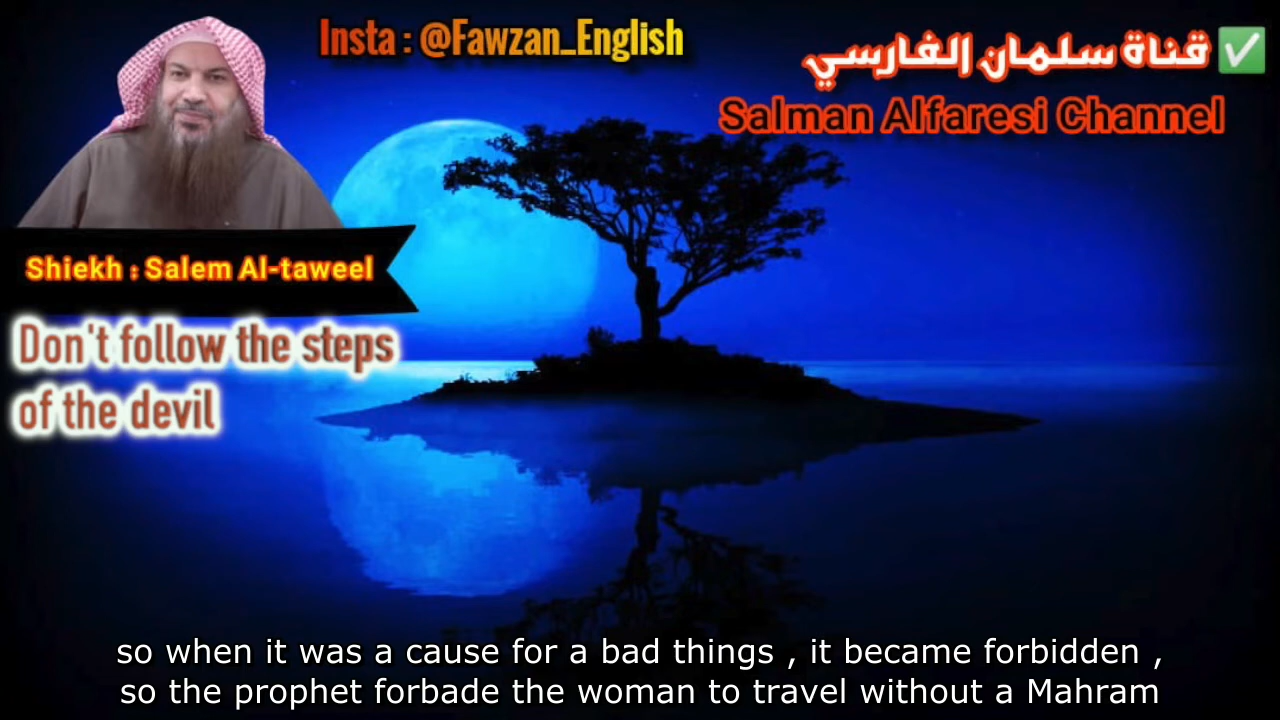 Insta : @Fawzan_English
قناة سلمان الفارسي ✅
Salman Alfaresi Channel
Shiekh : Salem Al-taweel
Don't follow the steps
of the devil
so when it was a cause for a bad things , it became forbidden ,
so the prophet forbade the woman to travel without a Mahram